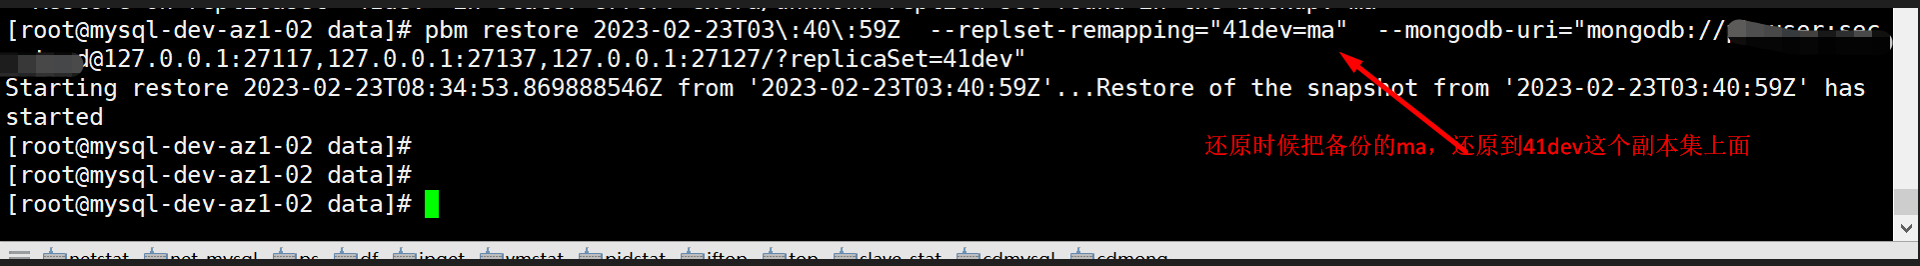 [root@mysql-dev-az1-02 data]# pbm restore 2023-02-23T03\:40\:59Z  --replset-remapping="41dev=ma"  --mongodb-uri="mongodb://
d@127.0.0.1:27117,127.0.0.1:27137,127.0.0.1:27127/?replicaSet=41dev"
Starting restore 2023-02-23T08:34:53.869888546Z from '2023-02-23T03:40:59Z'...Restore of the snapshot from '2023-02-23T03:40:59Z' has
started
[root@mysql-dev-az1-02 data]#
还原时候把备份的ma，还原到41dev这个副本集上面
[root@mysql-dev-az1-02 data]#
[root@mysql-dev-az1-02 data]#
netstat net_mysql ps df ipget vmstat pidstat iftop top slave_stat cdmysql cdmong